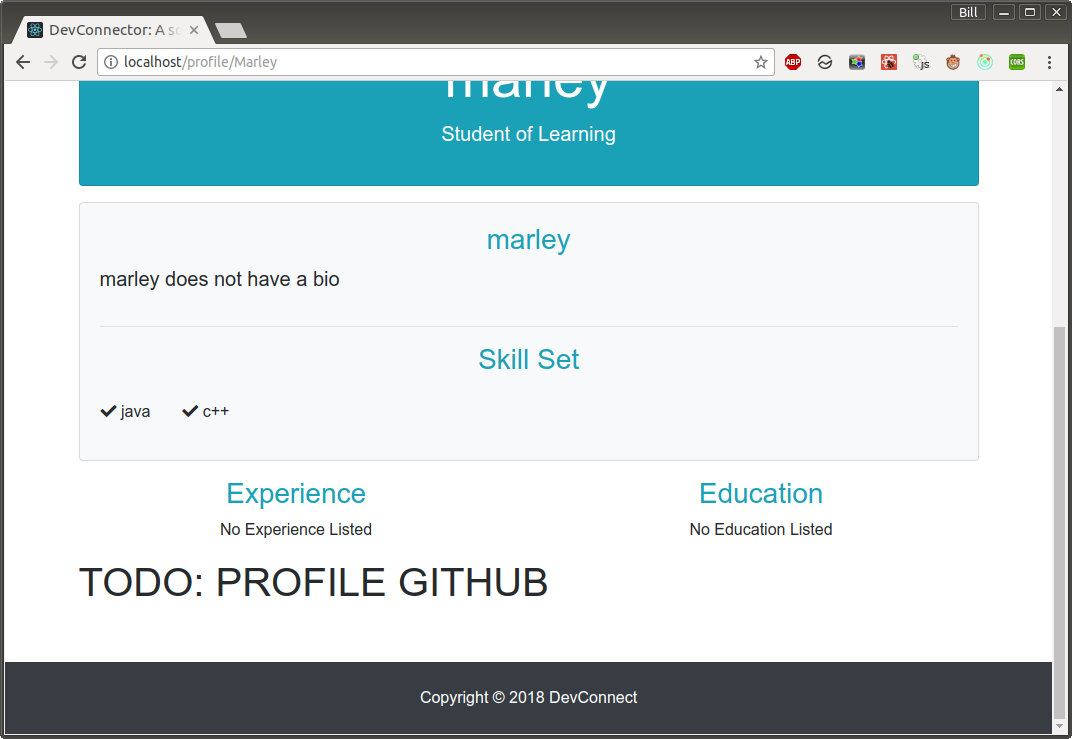 Bill
DevConnector: A so
localhost/profile/Marley
ABP
js
CORS
marley
Student of Learning
marley
marley does not have a bio
Skill Set
java c++
Experience Education
No Experience Listed No Education Listed
TODO: PROFILE GITHUB
Copyright © 2018 DevConnect